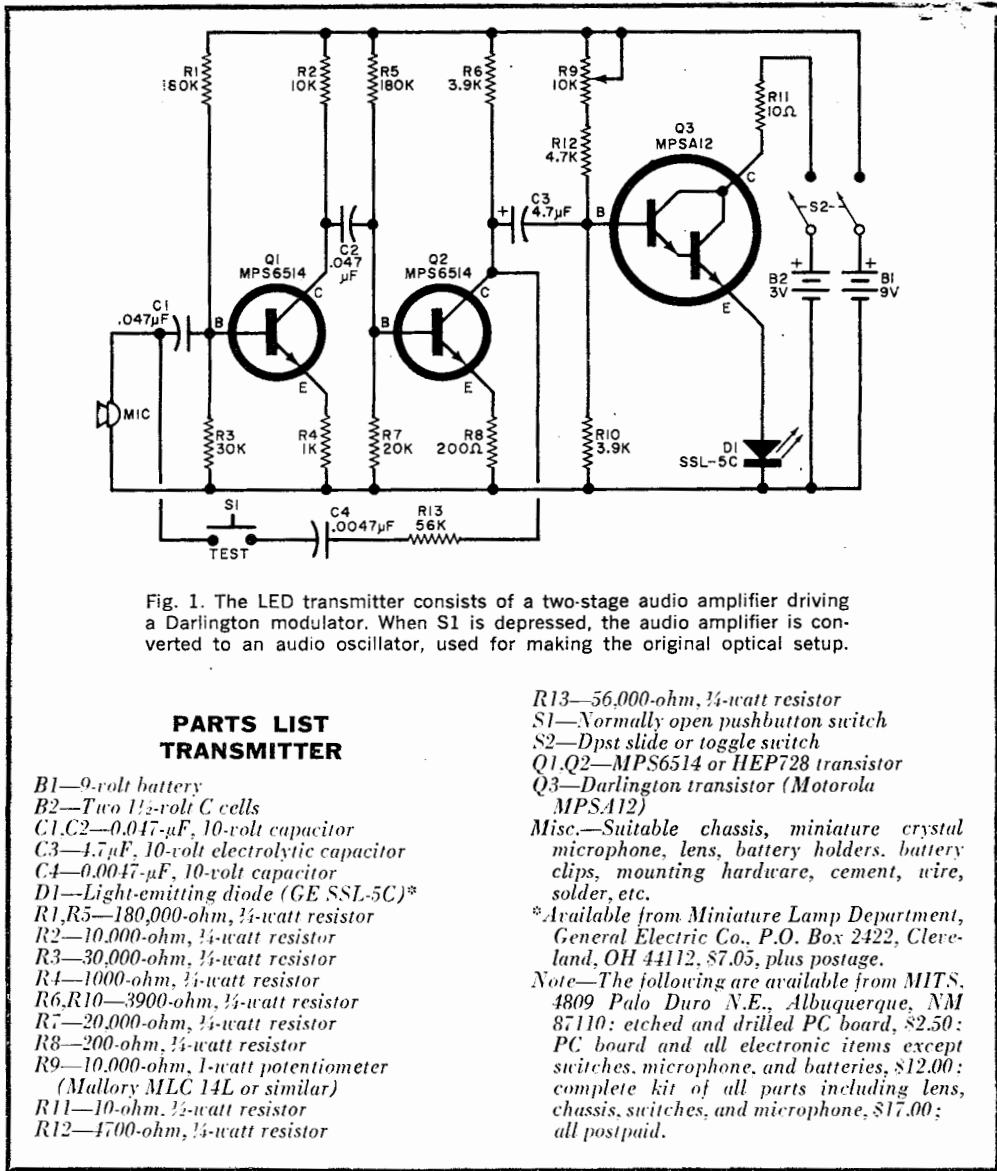 R1
180K
R2
10K
R5
180K
R6
3.9K
R9
10K
R11
10Ω
R12
4.7K
Q3
MPSA12
C
B
E
C3
+
4.7µF
C2
.047
µF
S2
+
B2
3V
+
B1
9V
Q1
MPS6514
C
B
E
Q2
MPS6514
C
B
E
C1
.047µF
MIC
R3
30K
R4
1K
R7
20K
R8
200Ω
R10
3.9K
D1
SSL-5C
S1
TEST
C4
.0047µF
R13
56K
Fig. 1. The LED transmitter consists of a two-stage audio amplifier driving
a Darlington modulator. When S1 is depressed, the audio amplifier is con-
verted to an audio oscillator, used for making the original optical setup.
PARTS LIST
TRANSMITTER
B1—9-volt battery
B2—Two 1½-volt C cells
C1,C2—0.047-µF, 10-volt capacitor
C3—4.7µF, 10-volt electrolytic capacitor
C4—0.0047-µF, 10-volt capacitor
D1—Light-emitting diode (GE SSL-5C)*
R1,R5—180,000-ohm, ¼-watt resistor
R2—10,000-ohm, ¼-watt resistor
R3—30,000-ohm, ¼-watt resistor
R4—1000-ohm, ¼-watt resistor
R6,R10—3900-ohm, ¼-watt resistor
R7—20,000-ohm, ¼-watt resistor
R8—200-ohm, ¼-watt resistor
R9—10,000-ohm, 1-watt potentiometer
(Mallory MLC 14L or similar)
R11—10-ohm, ½-watt resistor
R12—4700-ohm, ¼-watt resistor
R13—56,000-ohm, ¼-watt resistor
S1—Normally open pushbutton switch
S2—Dpst slide or toggle switch
Q1,Q2—MPS6514 or HEP728 transistor
Q3—Darlington transistor (Motorola
MPSA12)
Misc.—Suitable chassis, miniature crystal
microphone, lens, battery holders, battery
clips, mounting hardware, cement, wire,
solder, etc.
*Available from Miniature Lamp Department,
General Electric Co., P.O. Box 2422, Cleve-
land, OH 44112, $7.05, plus postage.
Note—The following are available from MITS,
4809 Palo Duro N.E., Albuquerque, NM
87110: etched and drilled PC board, $2.50;
PC board and all electronic items except
switches, microphone, and batteries, $12.00;
complete kit of all parts including lens,
chassis, switches, and microphone, $17.00;
all postpaid.